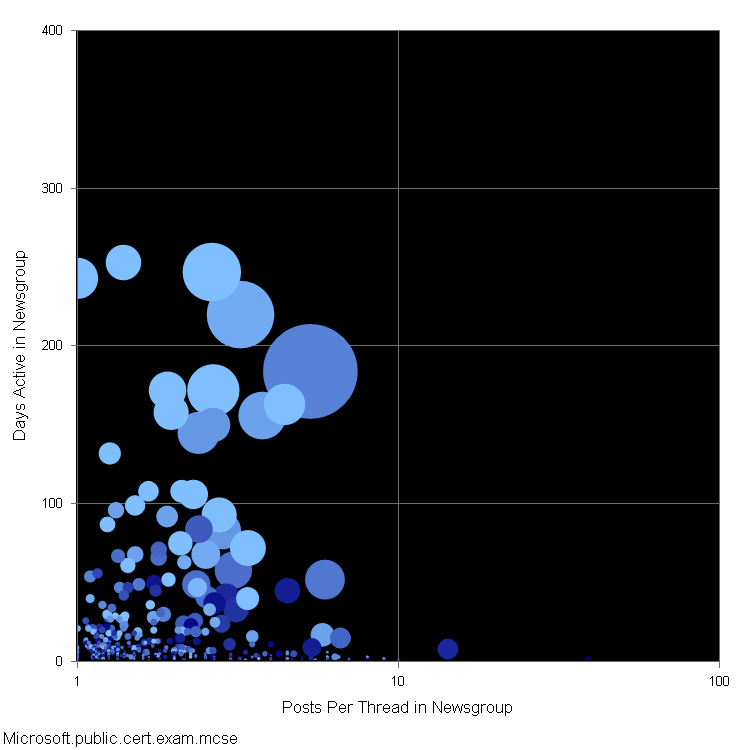 400
300
200
100
0
Days Active in Newsgroup
1
10
100
Posts Per Thread in Newsgroup
Microsoft.public.cert.exam.mcse